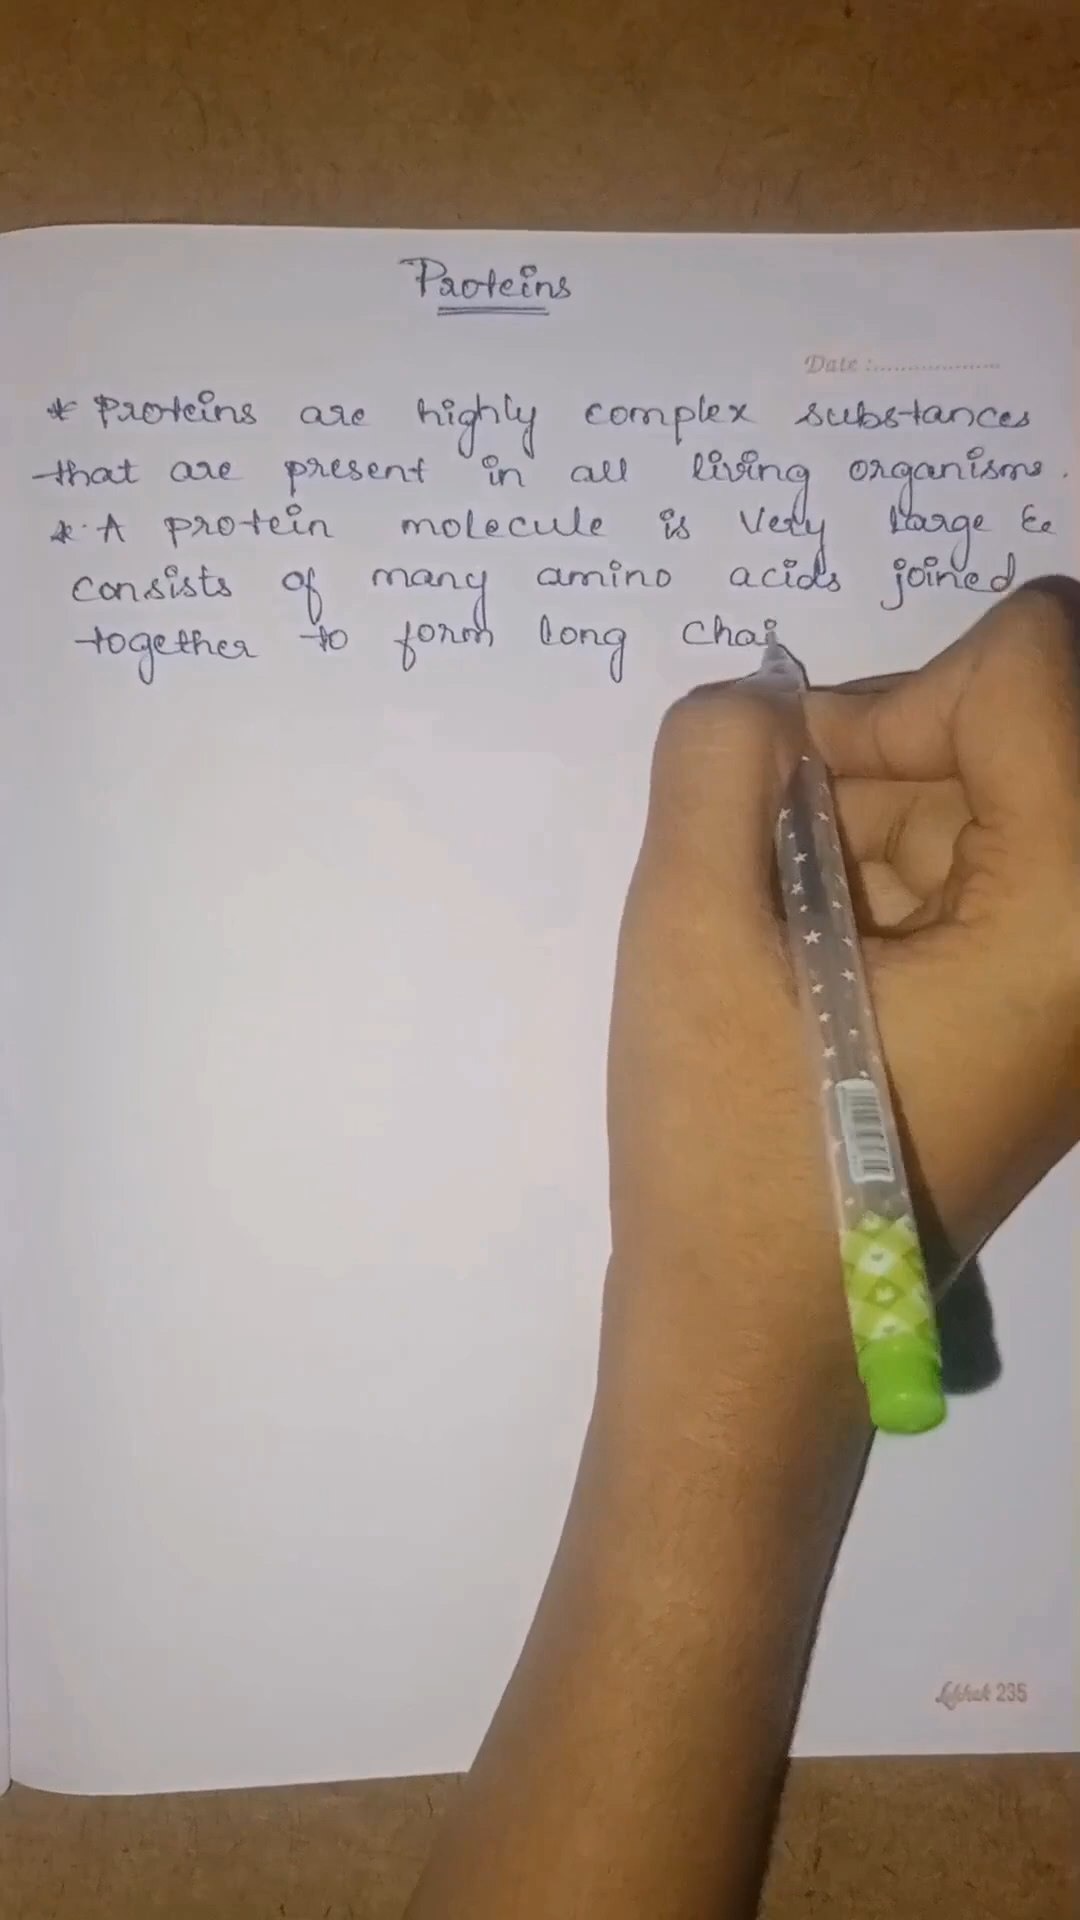 Proteins
Date :....................
* Proteins are highly complex substances
that are present in all living organisms.
*. A protein molecule is very large &
consists of many amino acids joined
together to form long chai
235